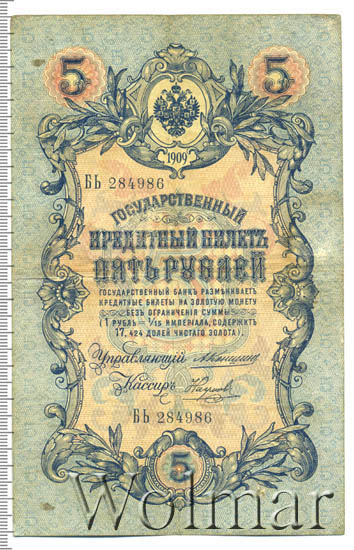 5 5
1909
БЬ 284986
ГОСУДАРСТВЕННЫЙ
КРЕДИТНЫЙ БИЛЕТЪ
ПЯТЬ РУБЛЕЙ
ГОСУДАРСТВЕННЫЙ БАНКЪ РАЗМѢНИВАЕТЪ
КРЕДИТНЫЕ БИЛЕТЫ НА ЗОЛОТУЮ МОНЕТУ
БЕЗЪ ОГРАНИЧЕНІЯ СУММЫ
(1 РУБЛЬ = 1/15 ИМПЕРІАЛА, СОДЕРЖИТЪ
17,424 ДОЛЕЙ ЧИСТАГО ЗОЛОТА).
Управляющій
Кассиръ
БЬ 284986
5
Wolmar